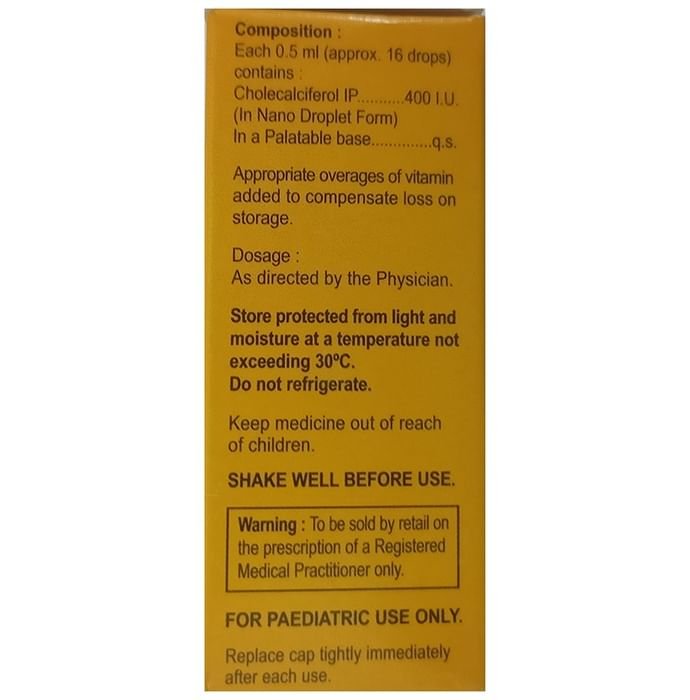 Composition :
Each 0.5 ml (approx. 16 drops)
contains :
Cholecalciferol IP...........400 I.U.
(In Nano Droplet Form)
In a Palatable base..............q.s.
Appropriate overages of vitamin
added to compensate loss on
storage.
Dosage :
As directed by the Physician.
Store protected from light and
moisture at a temperature not
exceeding 30ºC.
Do not refrigerate.
Keep medicine out of reach
of children.
SHAKE WELL BEFORE USE.
Warning : To be sold by retail on
the prescription of a Registered
Medical Practitioner only.
FOR PAEDIATRIC USE ONLY.
Replace cap tightly immediately
after each use.